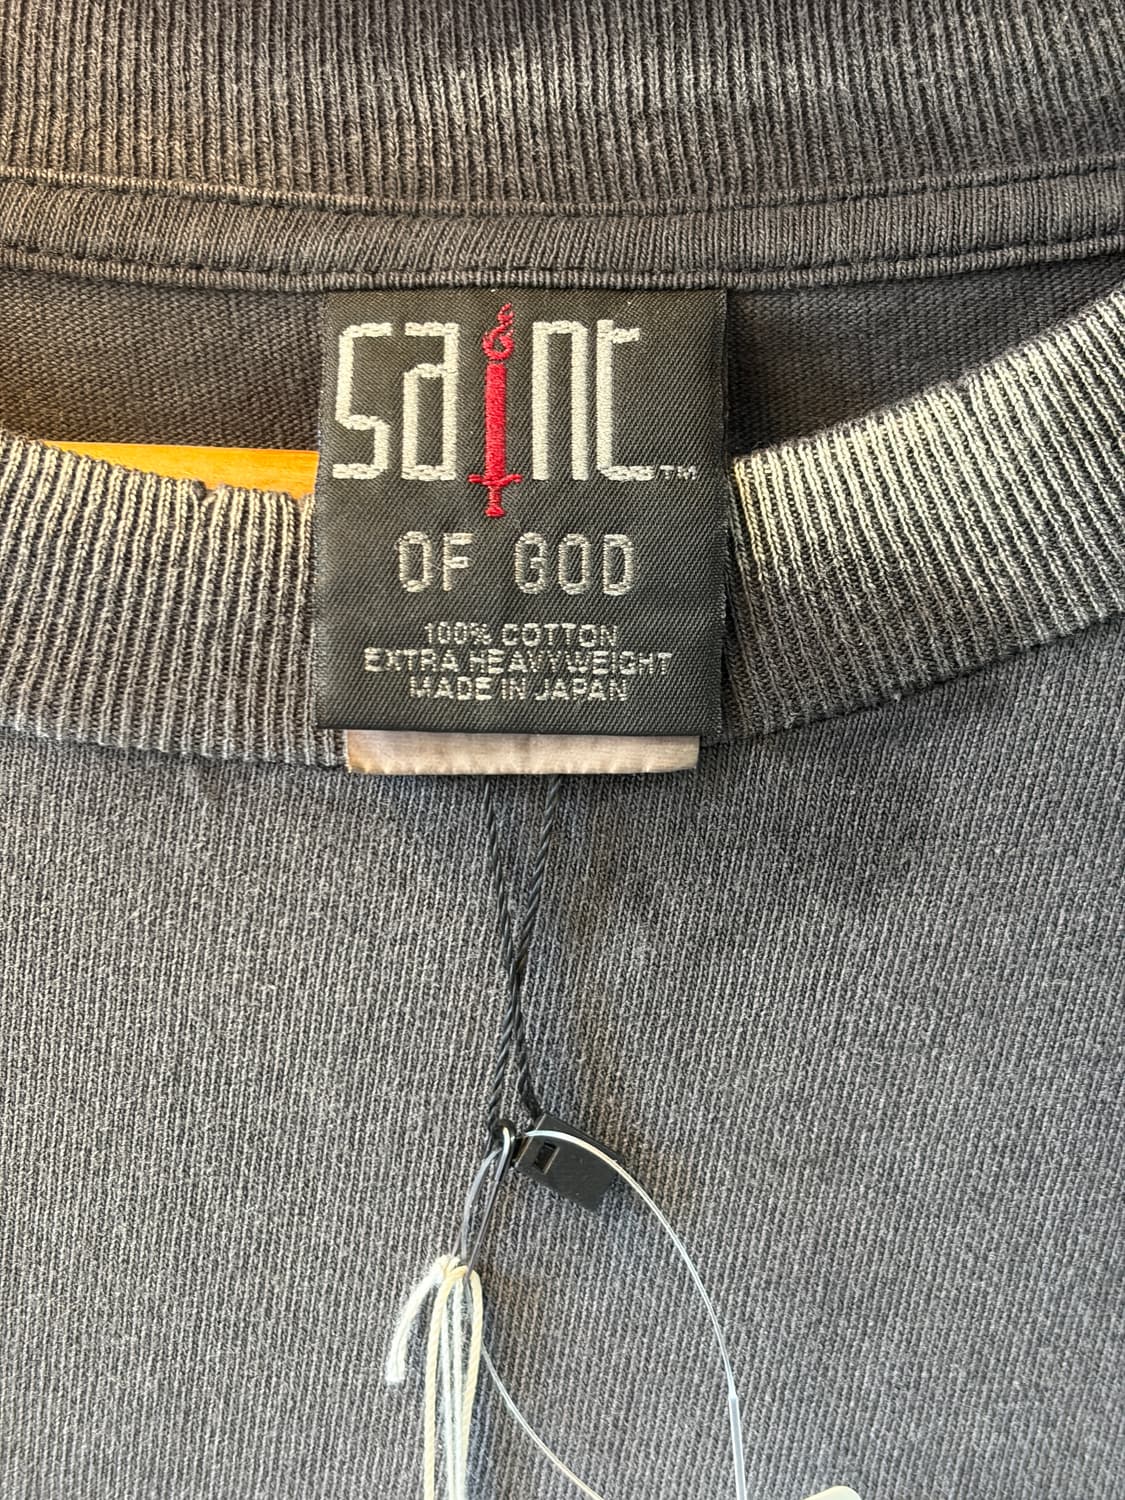 saint™
OF GOD
100% COTTON
EXTRA HEAVYWEIGHT
MADE IN JAPAN